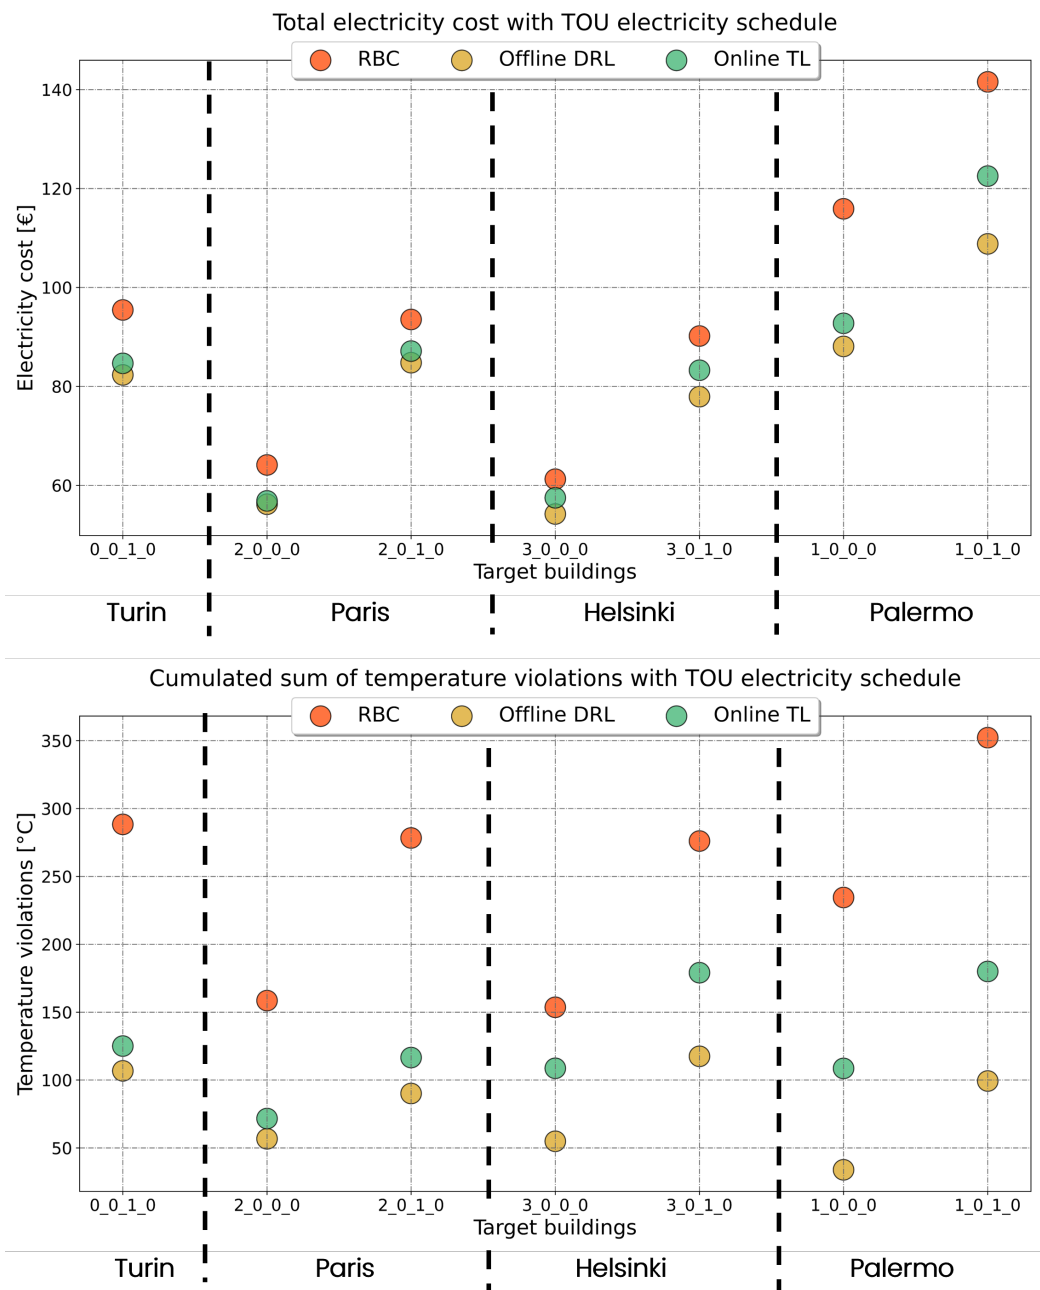 Total electricity cost with TOU electricity schedule
RBC Offline DRL Online TL
140
120
100
80
60
Electricity cost [€]
0_0_1_0 2_0_0_0 2_0_1_0 3_0_0_0 3_0_1_0 1_0_0_0 1_0_1_0
Target buildings
Turin Paris Helsinki Palermo
Cumulated sum of temperature violations with TOU electricity schedule
RBC Offline DRL Online TL
350
300
250
200
150
100
50
Temperature violations [°C]
0_0_1_0 2_0_0_0 2_0_1_0 3_0_0_0 3_0_1_0 1_0_0_0 1_0_1_0
Target buildings
Turin Paris Helsinki Palermo